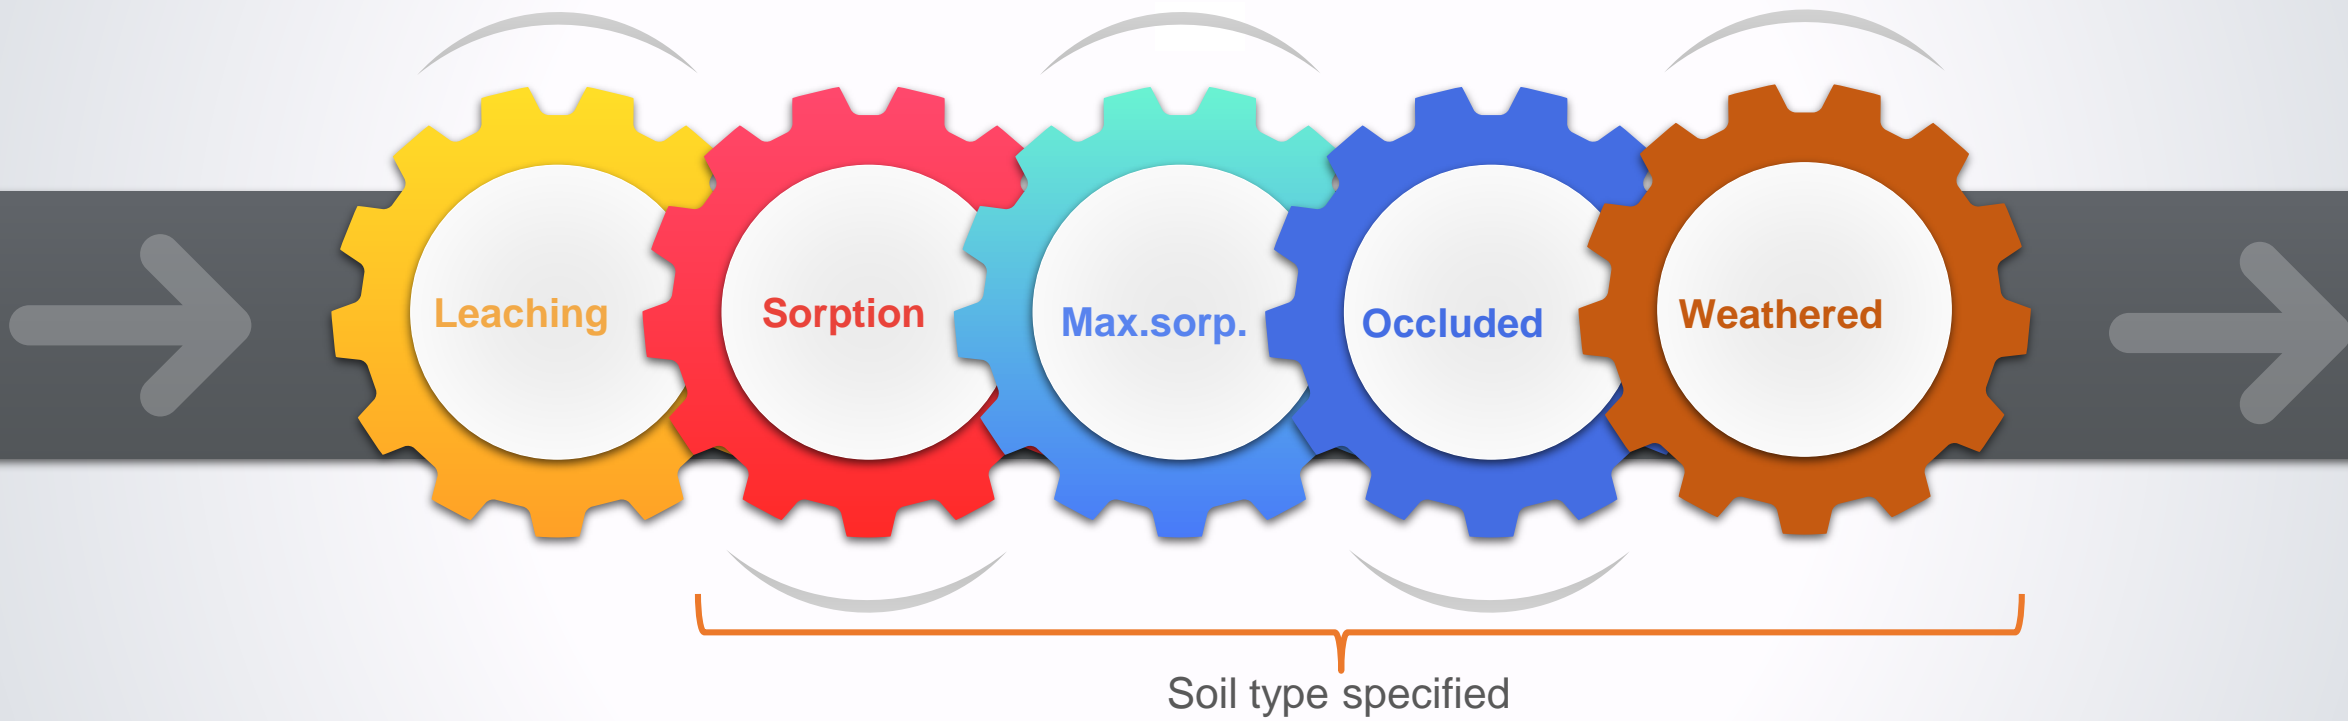 Leaching
Sorption
Max.sorp.
Occluded
Weathered
Soil type specified